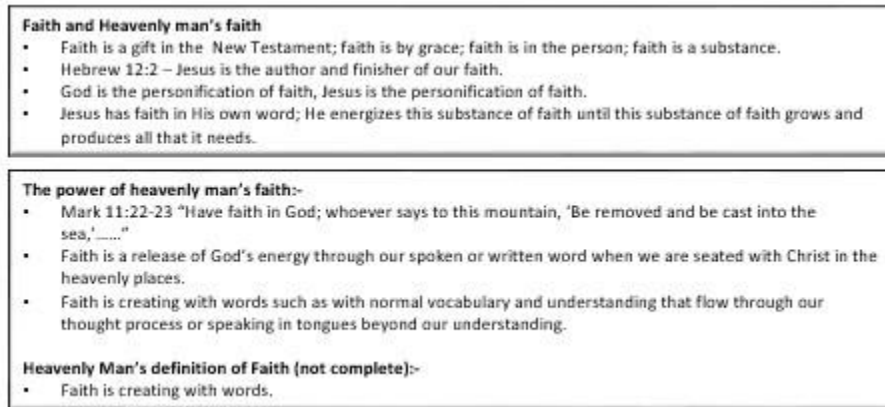 Faith and Heavenly man's faith
• Faith is a gift in the New Testament; faith is by grace; faith is in the person; faith is a substance.
• Hebrew 12:2 – Jesus is the author and finisher of our faith.
• God is the personification of faith, Jesus is the personification of faith.
• Jesus has faith in His own word; He energizes this substance of faith until this substance of faith grows and
produces all that it needs.
The power of heavenly man's faith:-
• Mark 11:22-23 "Have faith in God; whoever says to this mountain, 'Be removed and be cast into the
sea,'......"
• Faith is a release of God's energy through our spoken or written word when we are seated with Christ in the
heavenly places.
• Faith is creating with words such as with normal vocabulary and understanding that flow through our
thought process or speaking in tongues beyond our understanding.
Heavenly Man's definition of Faith (not complete):-
• Faith is creating with words.